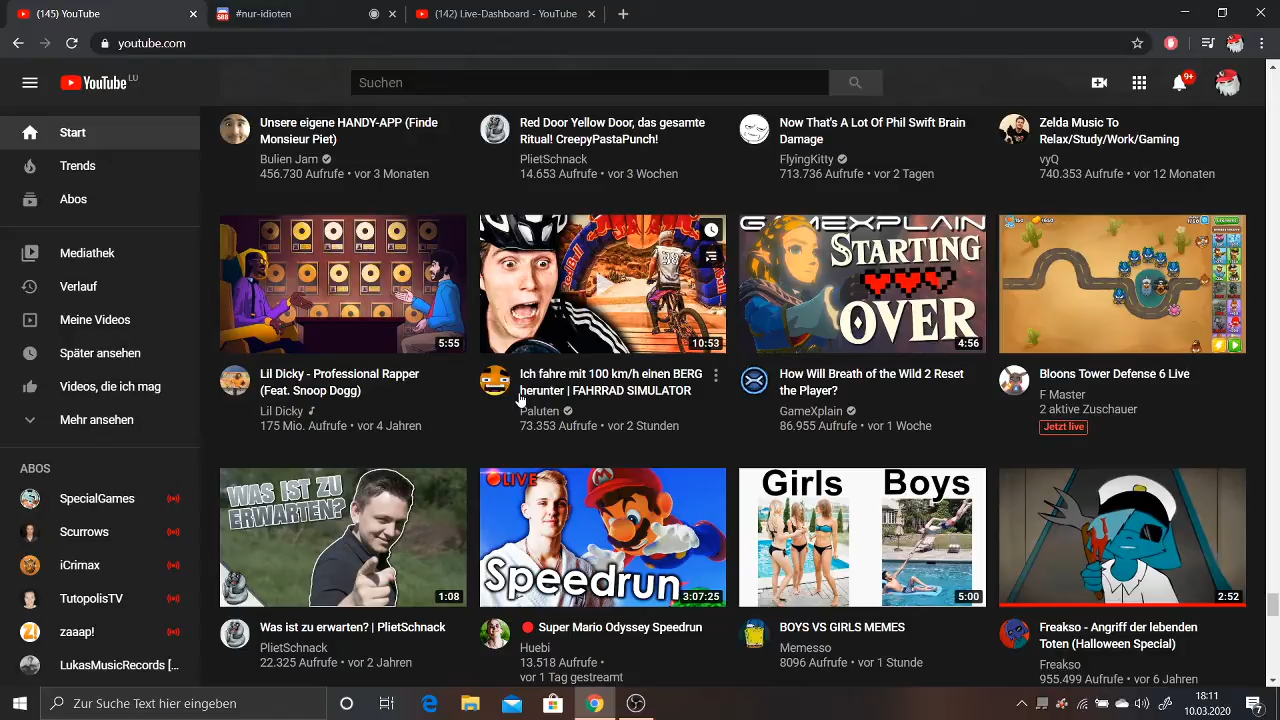 (145) YouTube
588
#nur-idioten
(142) Live-Dashboard - YouTube
youtube.com
YouTube LU
Suchen
9+
Start
Trends
Abos
Mediathek
Verlauf
Meine Videos
Später ansehen
Videos, die ich mag
Mehr ansehen
ABOS
SpecialGames
Scurrows
iCrimax
TutopolisTV
zaaap!
LukasMusicRecords [...
Unsere eigene HANDY-APP (Finde
Monsieur Piet)
Bulien Jam
456.730 Aufrufe • vor 3 Monaten
Red Door Yellow Door, das gesamte
Ritual! CreepyPastaPunch!
PlietSchnack
14.653 Aufrufe • vor 3 Wochen
Now That's A Lot Of Phil Swift Brain
Damage
FlyingKitty
713.736 Aufrufe • vor 2 Tagen
Zelda Music To
Relax/Study/Work/Gaming
vyQ
740.353 Aufrufe • vor 12 Monaten
5:55
Lil Dicky - Professional Rapper
(Feat. Snoop Dogg)
Lil Dicky
175 Mio. Aufrufe • vor 4 Jahren
Red Bull
10:53
Ich fahre mit 100 km/h einen BERG
herunter | FAHRRAD SIMULATOR
Paluten
73.353 Aufrufe • vor 2 Stunden
GAMEXPLAIN
STARTING
OVER
4:56
How Will Breath of the Wild 2 Reset
the Player?
GameXplain
86.955 Aufrufe • vor 1 Woche
Bloons Tower Defense 6 Live
F Master
2 aktive Zuschauer
Jetzt live
WAS IST ZU
ERWARTEN?
1:08
Was ist zu erwarten? | PlietSchnack
PlietSchnack
22.325 Aufrufe • vor 2 Jahren
LIVE
Speedrun
3:07:25
Super Mario Odyssey Speedrun
Huebi
13.518 Aufrufe •
vor 1 Tag gestreamt
Girls Boys
5:00
BOYS VS GIRLS MEMES
Memesso
8096 Aufrufe • vor 1 Stunde
2:52
Freakso - Angriff der lebenden
Toten (Halloween Special)
Freakso
955.499 Aufrufe • vor 6 Jahren
Zur Suche Text hier eingeben
18:11
10.03.2020
7